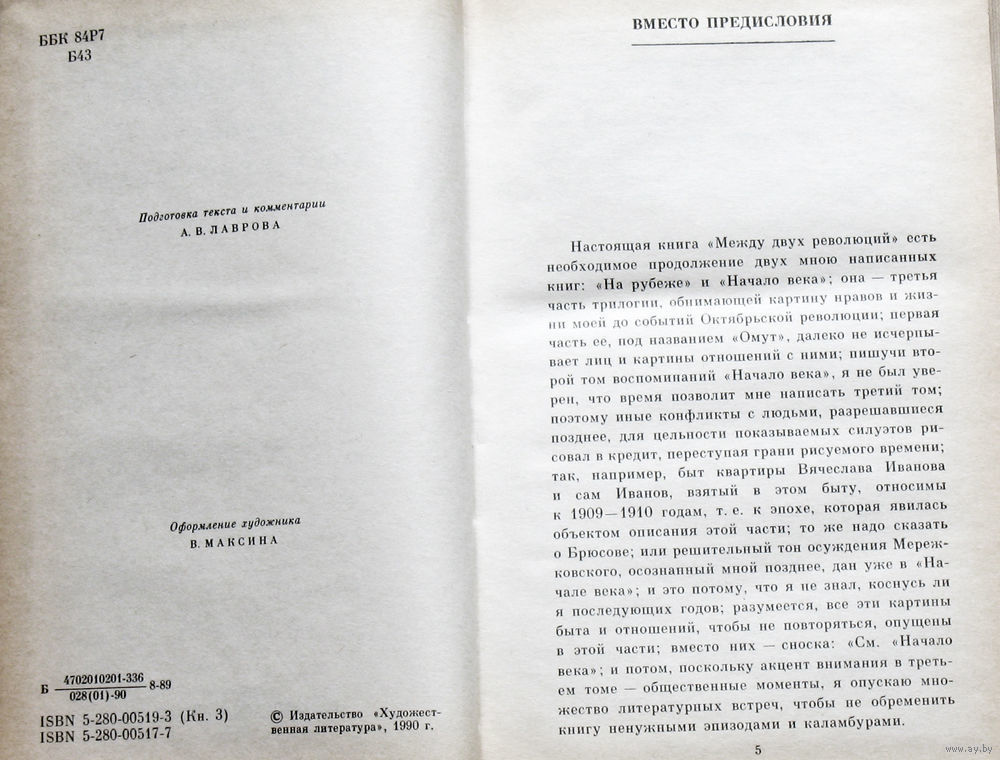 ББК 84Р7
Б43
Подготовка текста и комментарии
А. В. ЛАВРОВА
Оформление художника
В. МАКСИНА
Б 4702010201-336 8-89
028(01)-90
ISBN 5-280-00519-3 (Кн. 3)
ISBN 5-280-00517-7
© Издательство «Художест-
венная литература», 1990 г.
ВМЕСТО ПРЕДИСЛОВИЯ
Настоящая книга «Между двух революций» есть
необходимое продолжение двух мною написанных
книг: «На рубеже» и «Начало века»; она — третья
часть трилогии, обнимающей картину нравов и жиз-
ни моей до событий Октябрьской революции; первая
часть ее, под названием «Омут», далеко не исчерпы-
вает лиц и картины отношений с ними; пишучи вто-
рой том воспоминаний «Начало века», я не был уве-
рен, что время позволит мне написать третий том;
поэтому иные конфликты с людьми, разрешавшиеся
позднее, для цельности показываемых силуэтов ри-
совал в кредит, переступая грани рисуемого времени;
так, например, быт квартиры Вячеслава Иванова
и сам Иванов, взятый в этом быту, относимы
к 1909—1910 годам, т. е. к эпохе, которая явилась
объектом описания этой части; то же надо сказать
о Брюсове; или решительный тон осуждения Мереж-
ковского, осознанный мной позднее, дан уже в «На-
чале века»; и это потому, что я не знал, коснусь ли
я последующих годов; разумеется, все эти картины
быта и отношений, чтобы не повторяться, опущены
в этой части; вместо них — сноска: «См. «Начало
века»; и потом, поскольку акцент внимания в треть-
ем томе — общественные моменты, я опускаю мно-
жество литературных встреч, чтобы не обременить
книгу ненужными эпизодами и каламбурами.
5
www.ay.by